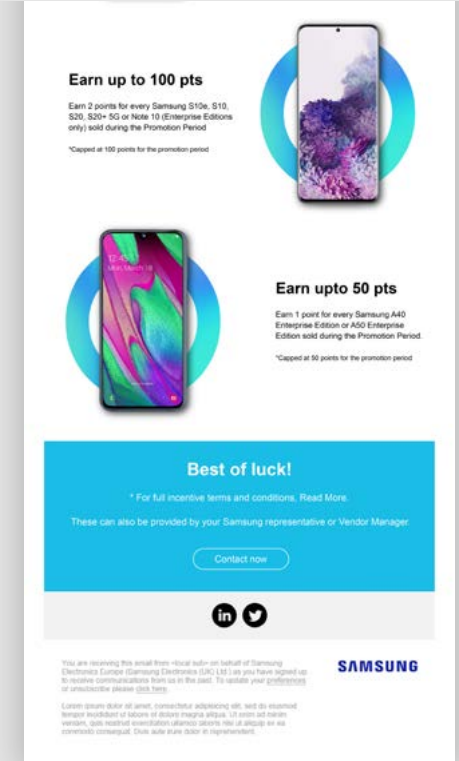 Earn up to 100 pts
Earn 2 points for every Samsung S10e, S10,
S20, S20+ 5G or Note 10 (Enterprise Editions
only) sold during the Promotion Period
*Capped at 100 points for the promotion period
12:45
Mon, March 18
Earn upto 50 pts
Earn 1 point for every Samsung A40
Enterprise Edition or A50 Enterprise
Edition sold during the Promotion Period.
*Capped at 50 points for the promotion period
Best of luck!
* For full incentive terms and conditions, Read More.
These can also be provided by your Samsung representative or Vendor Manager.
Contact now
in
SAMSUNG
You are receiving this email from <local sub> on behalf of Samsung
Electronics Europe (Samsung Electronics (UK) Ltd ) as you have signed up
to receive communications from us in the past. To update your preferences
or unsubscribe please click here.
Lorem ipsum dolor sit amet, consectetur adipiscing elit, sed do eiusmod
tempor incididunt ut labore et dolore magna aliqua. Ut enim ad minim
veniam, quis nostrud exercitation ullamco laboris nisi ut aliquip ex ea
commodo consequat. Duis aute irure dolor in reprehenderit.